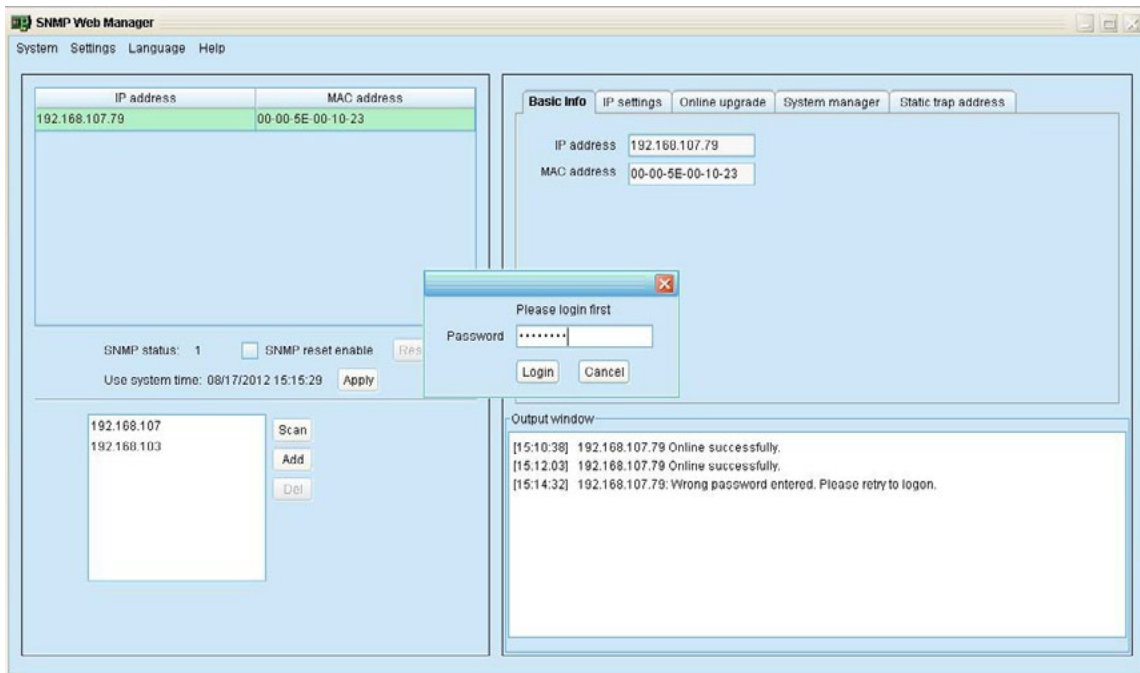 SNMP Web Manager
System Settings Language Help
IP address MAC address
192.168.107.79 00-00-5E-00-10-23
SNMP status: 1 SNMP reset enable
Use system time: 08/17/2012 15:15:29 Apply
192.168.107
192.168.103
Scan
Add
Del
Basic Info IP settings Online upgrade System manager Static trap address
IP address 192.168.107.79
MAC address 00-00-5E-00-10-23
Please login first
Password ••••••••
Login Cancel
Output window
[15:10:38] 192.168.107.79 Online successfully.
[15.12.03] 192.168.107.79 Online successfully.
[15:14:32] 192.168.107.79: Wrong password entered. Please retry to logon.